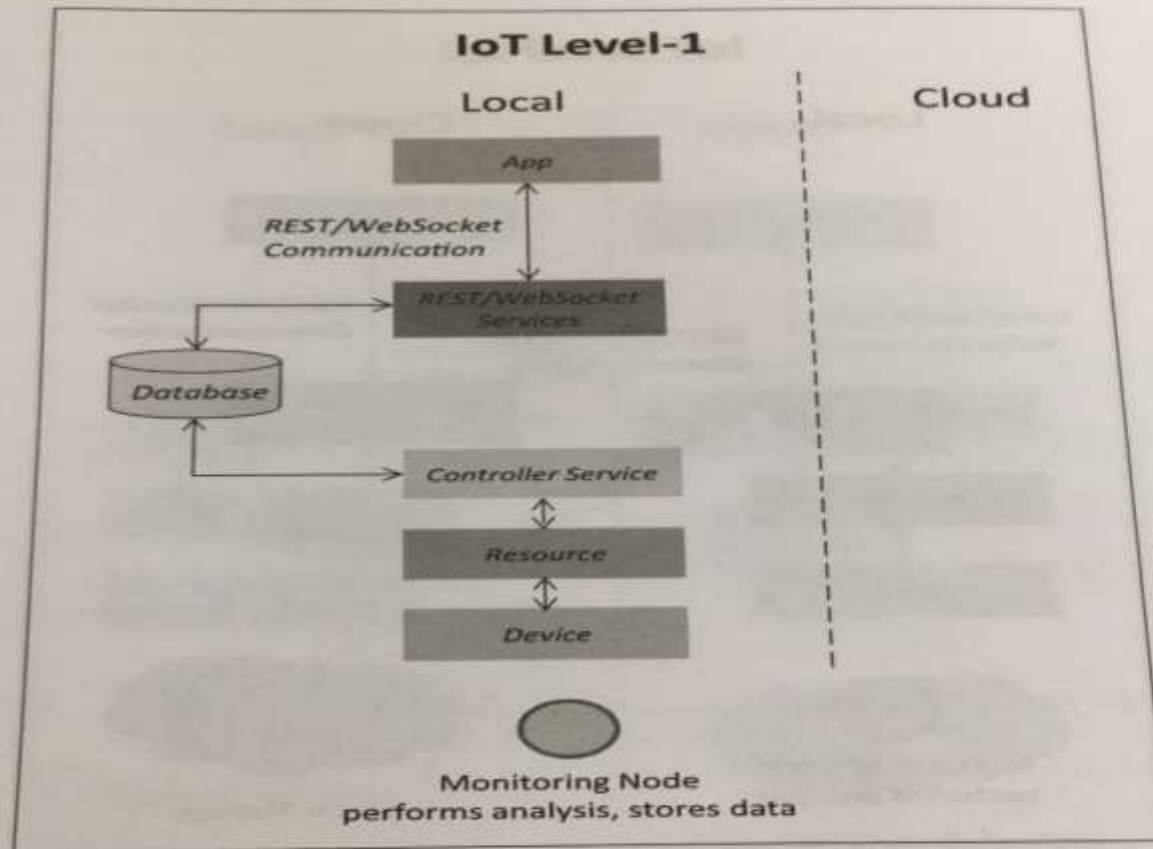 IoT Level-1
Local
Cloud
App
REST/WebSocket
Communication
REST/WebSocket
Services
Database
Controller Service
Resource
Device
Monitoring Node
performs analysis, stores data